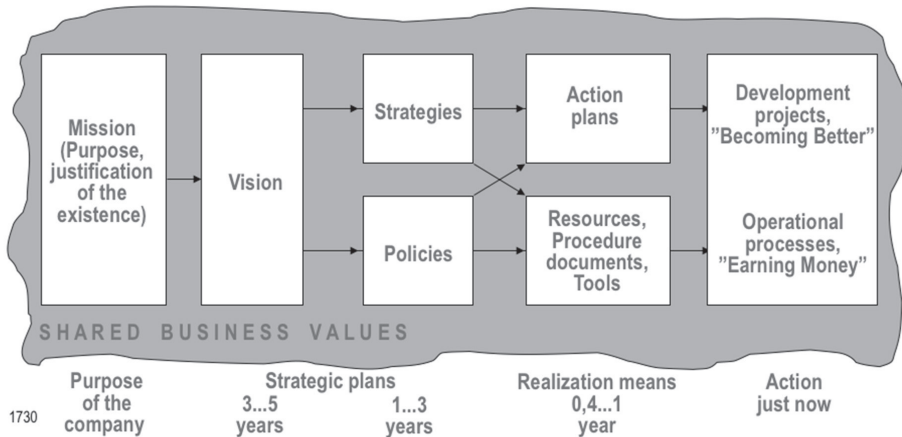 Mission
(Purpose,
justification
of the
existence)
Vision
Strategies
Policies
Action
plans
Resources,
Procedure
documents,
Tools
Development
projects,
”Becoming Better”
Operational
processes,
”Earning Money”
SHARED BUSINESS VALUES
Purpose
of the
company
Strategic plans
3...5
years
1...3
years
Realization means
0,4...1
year
Action
just now
1730